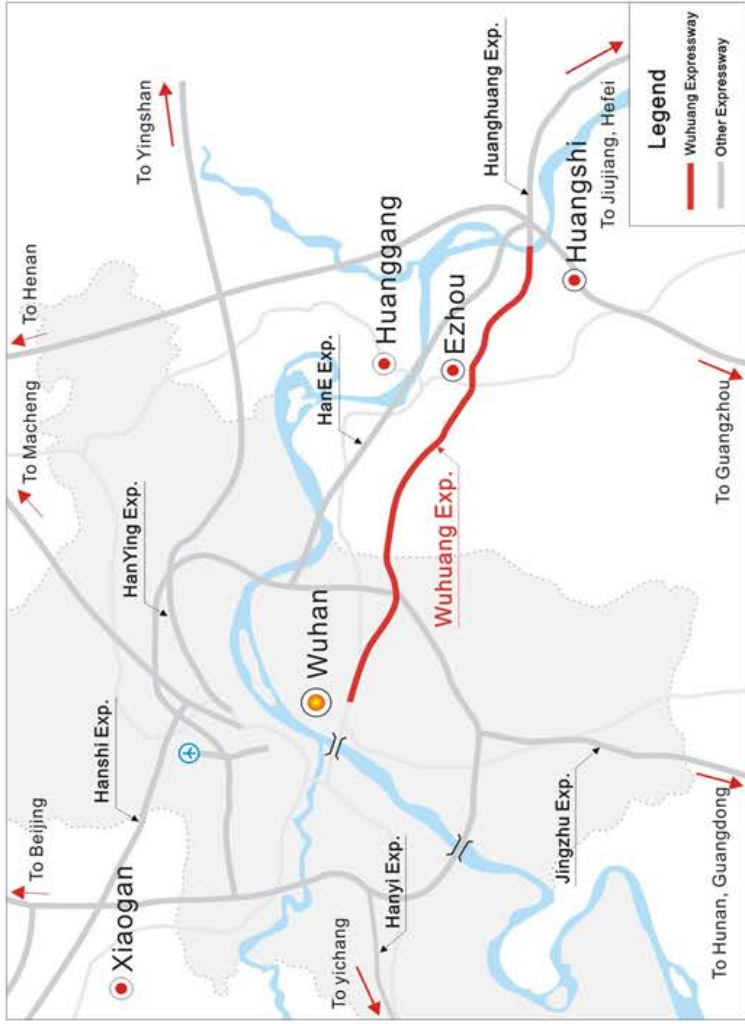 To Beijing
Hanshi Exp.
HanYing Exp.
To Macheng
To Henan
To Yingshan
Xiaogan
Wuhan
HanE Exp.
Huanggang
Ezhou
Huanghuang Exp.
To yichang
Hanyi Exp.
Wuhuang Exp.
Huangshi
To Jiujiang, Hefei
Jingzhu Exp.
To Hunan, Guangdong
To Guangzhou
Legend
Wuhuang Expressway
Other Expressway